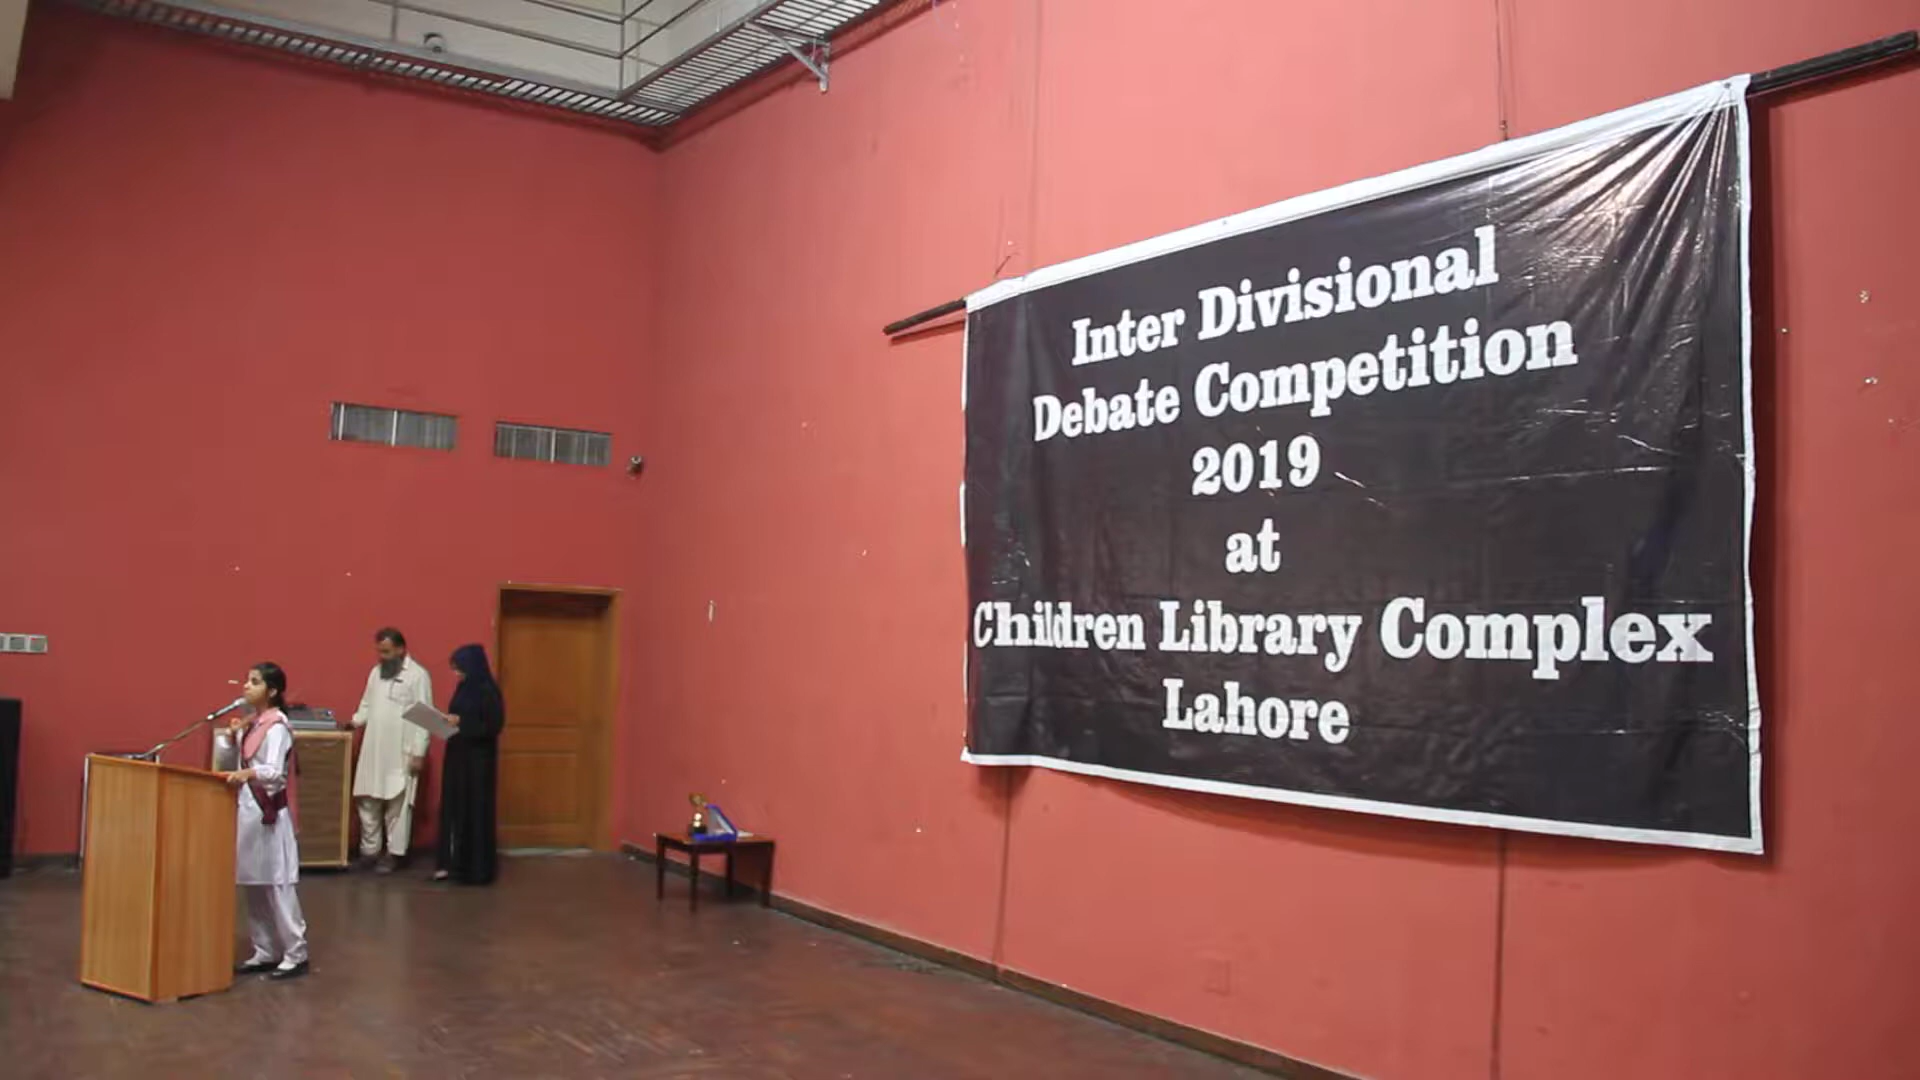 Inter Divisional
Debate Competition
2019
at
Children Library Complex
Lahore